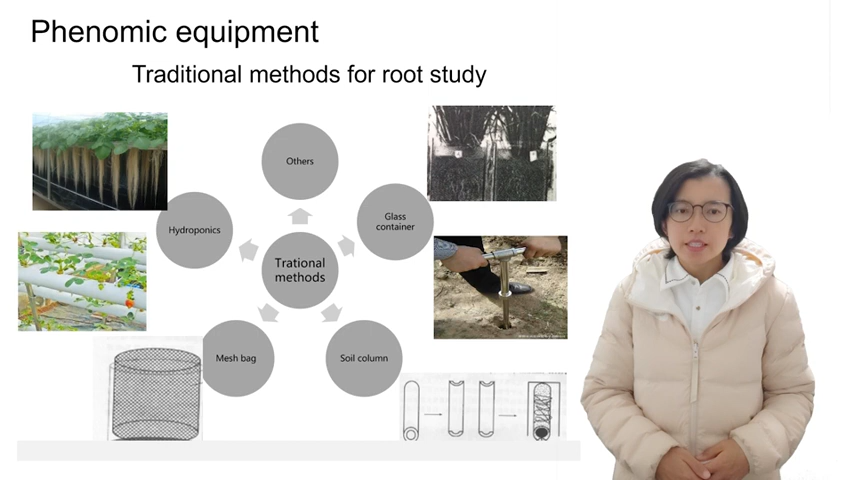 Phenomic equipment
Traditional methods for root study
Others
Hydroponics
Glass
container
Trational
methods
Mesh bag
Soil column